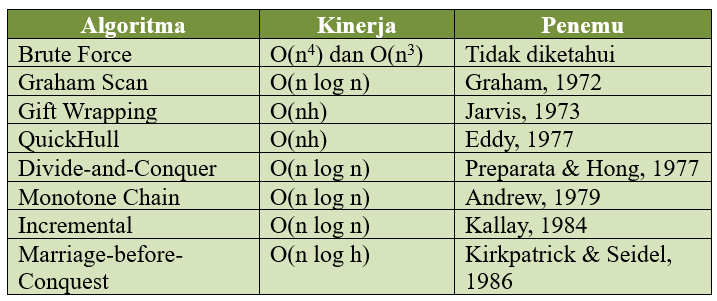 Algoritma Kinerja Penemu
Brute Force O(n⁴) dan O(n³) Tidak diketahui
Graham Scan O(n log n) Graham, 1972
Gift Wrapping O(nh) Jarvis, 1973
QuickHull O(nh) Eddy, 1977
Divide-and-Conquer O(n log n) Preparata & Hong, 1977
Monotone Chain O(n log n) Andrew, 1979
Incremental O(n log n) Kallay, 1984
Marriage-before- O(n log h) Kirkpatrick & Seidel,
Conquest 1986